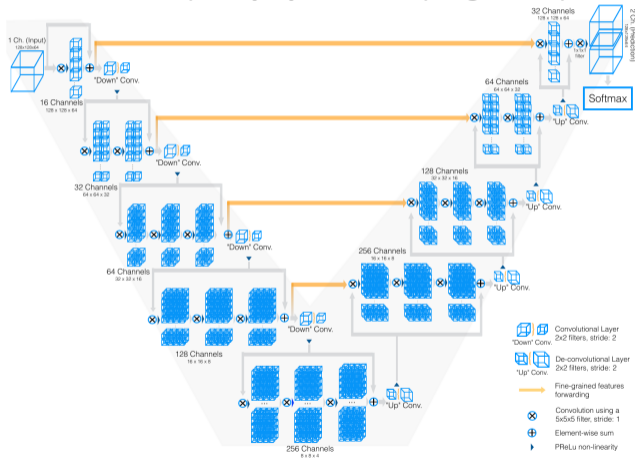 1 Ch. (Input)
128x128x64
"Down" Conv.
16 Channels
128 x 128 x 64
"Down" Conv.
32 Channels
64 x 64 x 32
"Down" Conv.
64 Channels
32 x 32 x 16
"Down" Conv.
128 Channels
16 x 16 x 8
256 Channels
8 x 8 x 4
"Up" Conv.
256 Channels
16 x 16 x 8
"Up" Conv.
128 Channels
32 x 32 x 16
"Up" Conv.
64 Channels
64 x 64 x 32
"Up" Conv.
32 Channels
128 x 128 x 64
1x1x1
filter
2 Ch. (Prediction)
128x128x64
Softmax
"Down" Conv.
Convolutional Layer
2x2 filters, stride: 2
"Up" Conv.
De-convolutional Layer
2x2 filters, stride: 2
Fine-grained features
forwarding
Convolution using a
5x5x5 filter, stride: 1
Element-wise sum
PReLu non-linearity